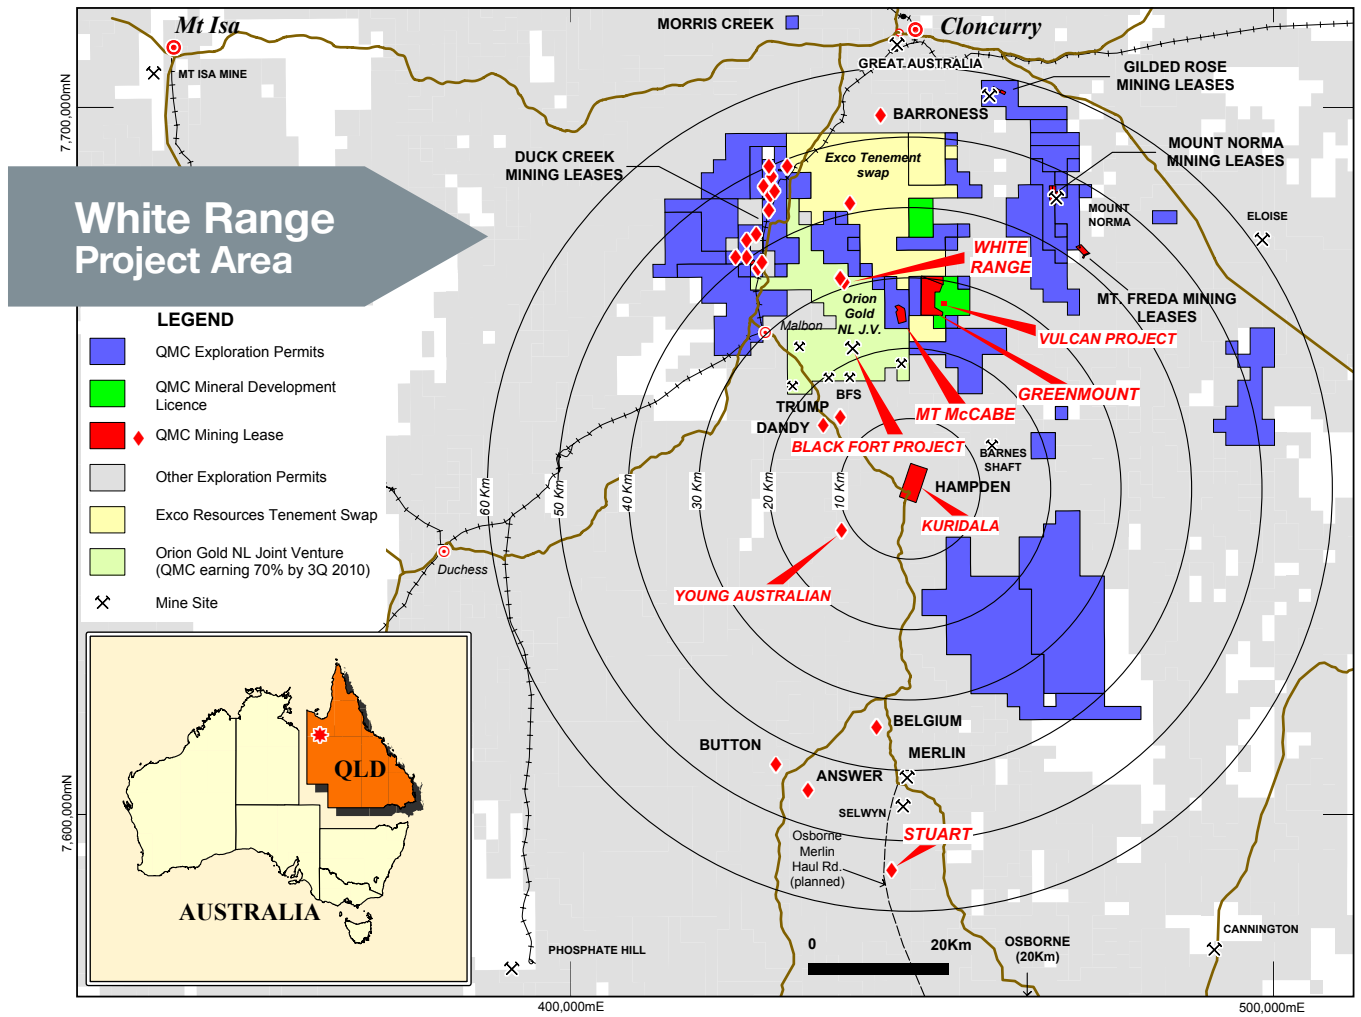 Mt Isa
MORRIS CREEK
Cloncurry
MT ISA MINE
GREAT AUSTRALIA
GILDED ROSE
MINING LEASES
7,700,000mN
BARRONESS
DUCK CREEK
MINING LEASES
Exco Tenement
swap
MOUNT NORMA
MINING LEASES
White Range
Project Area
MOUNT
NORMA
ELOISE
WHITE
RANGE
Orion
Gold
NL J.V.
MT. FREDA MINING
LEASES
Malbon
VULCAN PROJECT
GREENMOUNT
BFS
MT McCABE
TRUMP
DANDY
BLACK FORT PROJECT
BARNES
SHAFT
LEGEND
QMC Exploration Permits
QMC Mineral Development
Licence
QMC Mining Lease
Other Exploration Permits
Exco Resources Tenement Swap
Orion Gold NL Joint Venture
(QMC earning 70% by 3Q 2010)
Mine Site
60 Km
50 Km
40 Km
30 Km
20 Km
10 Km
HAMPDEN
KURIDALA
Duchess
YOUNG AUSTRALIAN
QLD
AUSTRALIA
BELGIUM
BUTTON
MERLIN
ANSWER
SELWYN
STUART
7,600,000mN
Osborne
Merlin
Haul Rd.
(planned)
PHOSPHATE HILL
0
20Km
OSBORNE
(20Km)
CANNINGTON
400,000mE
500,000mE